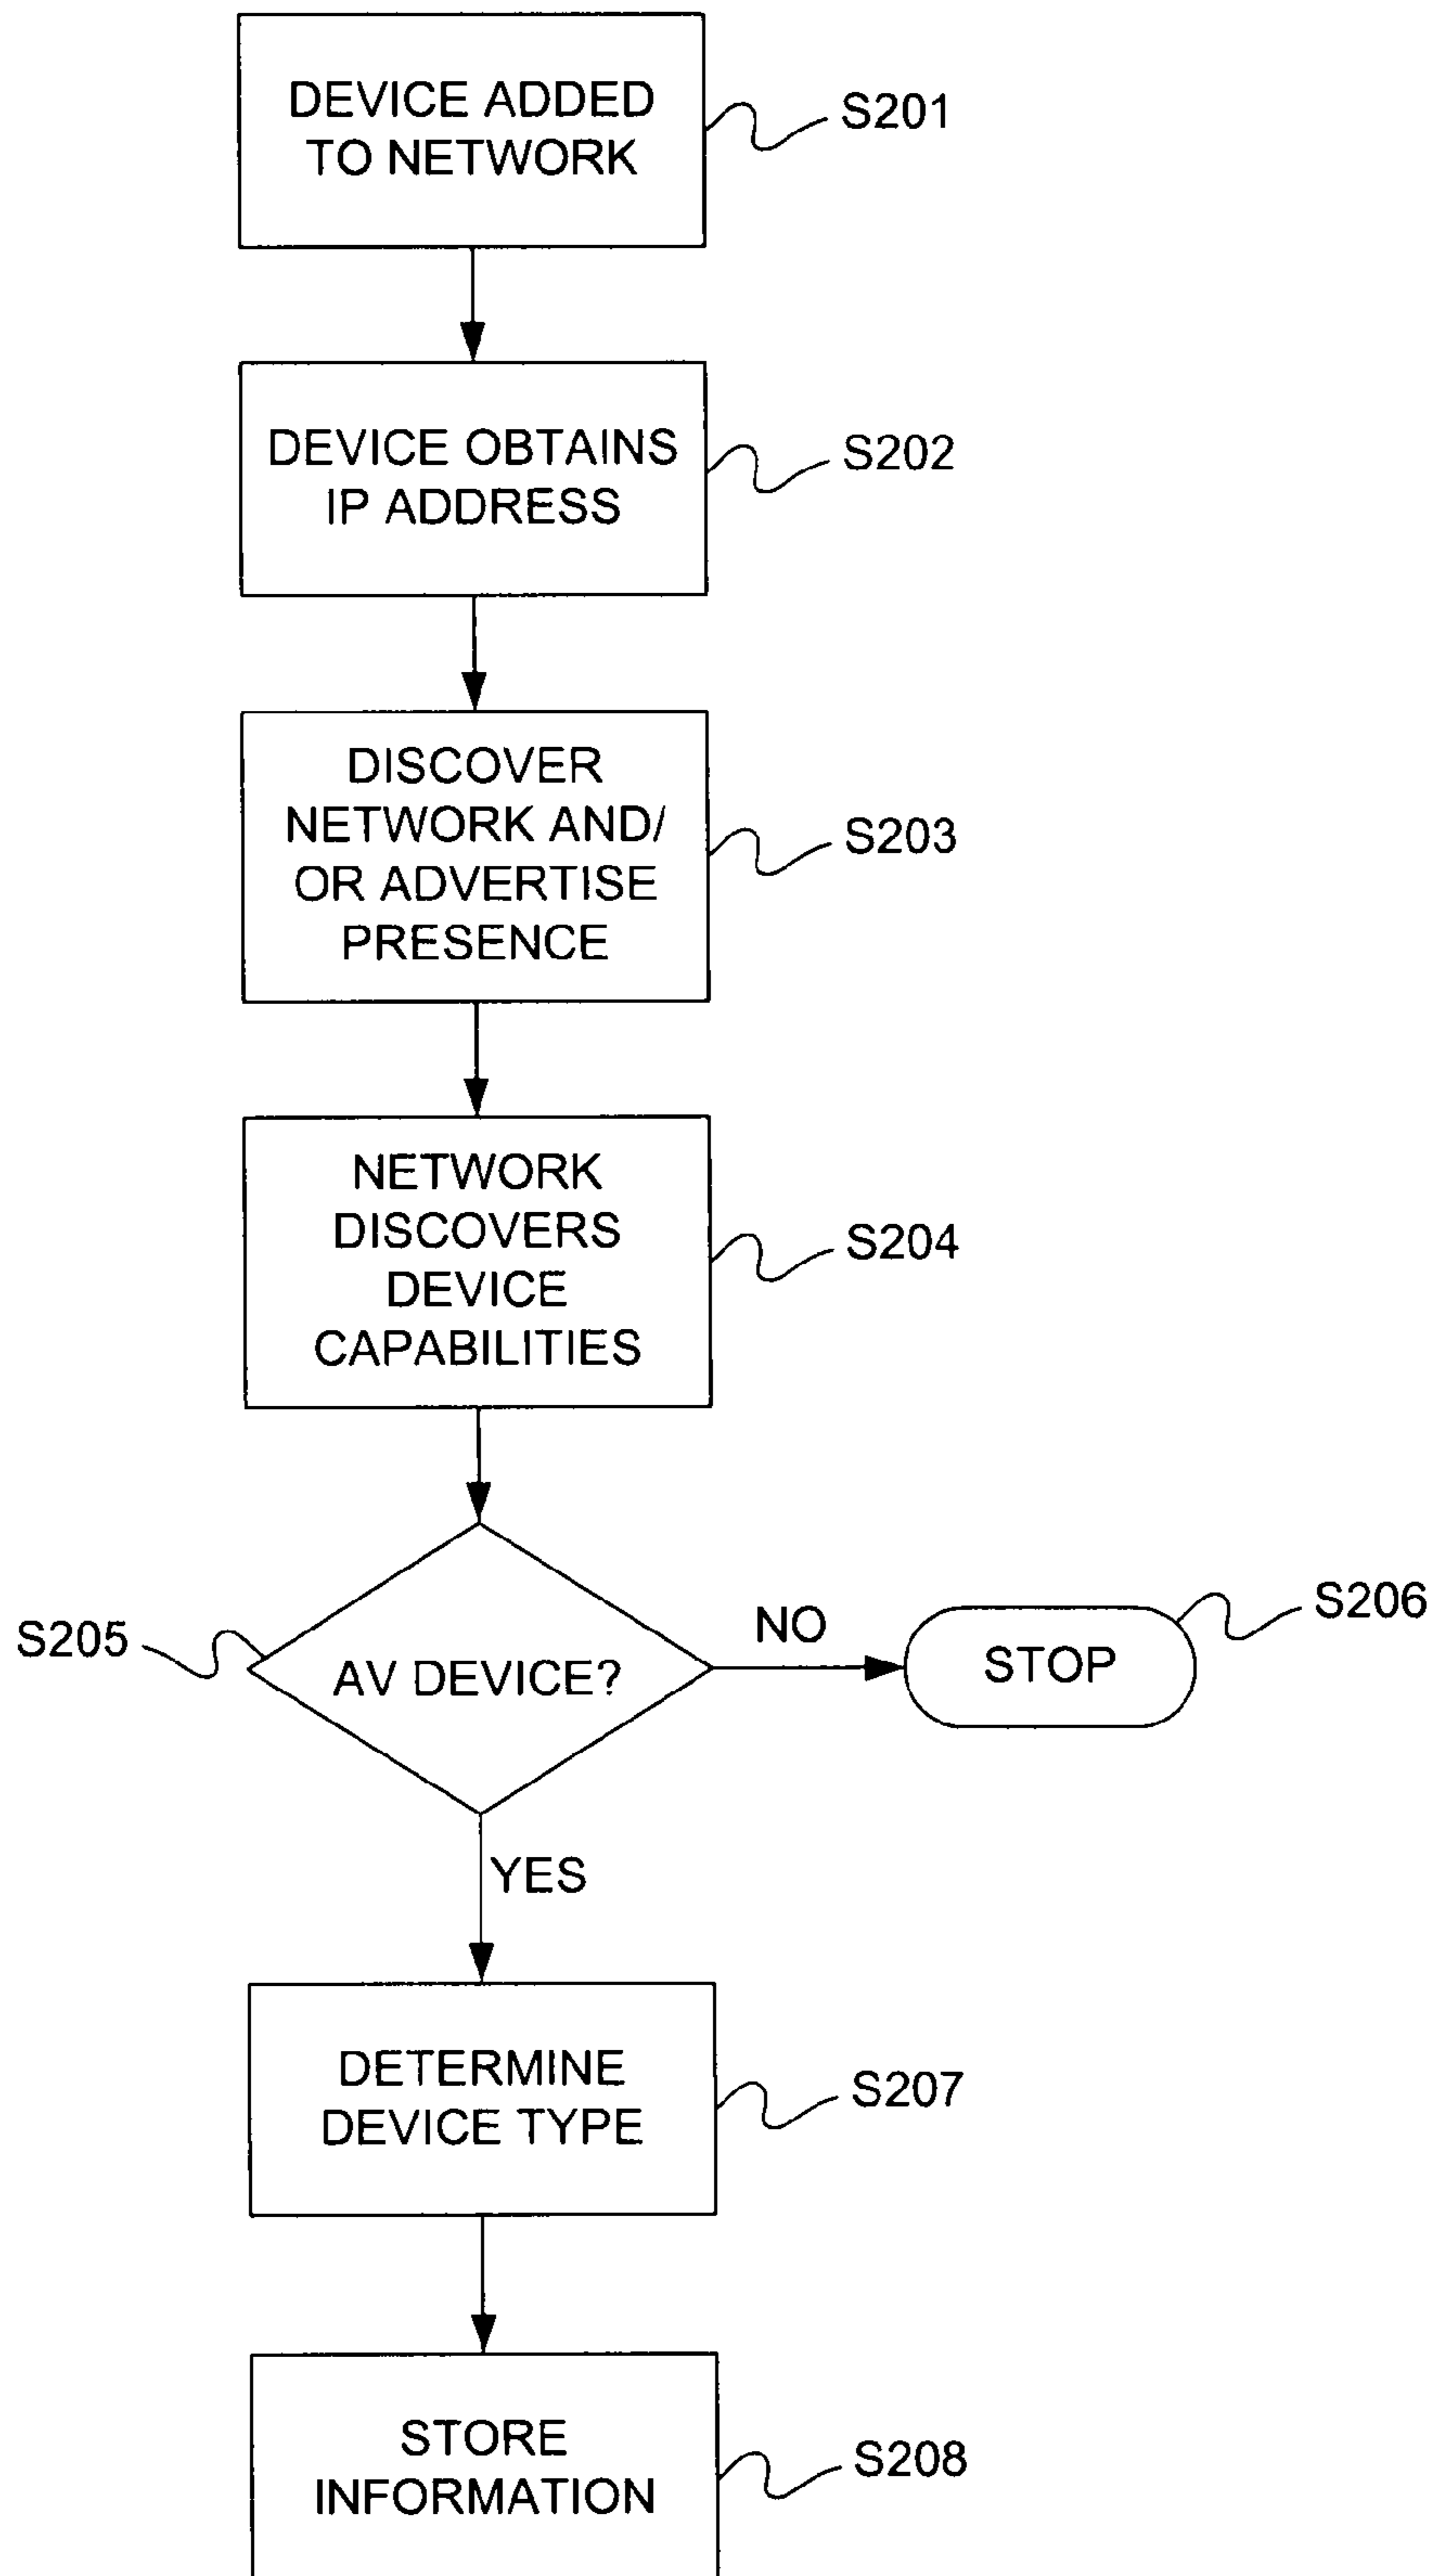 DEVICE ADDED
TO NETWORK
S201
DEVICE OBTAINS
IP ADDRESS
S202
DISCOVER
NETWORK AND/
OR ADVERTISE
PRESENCE
S203
NETWORK
DISCOVERS
DEVICE
CAPABILITIES
S204
S205
AV DEVICE?
NO
STOP
S206
YES
DETERMINE
DEVICE TYPE
S207
STORE
INFORMATION
S208